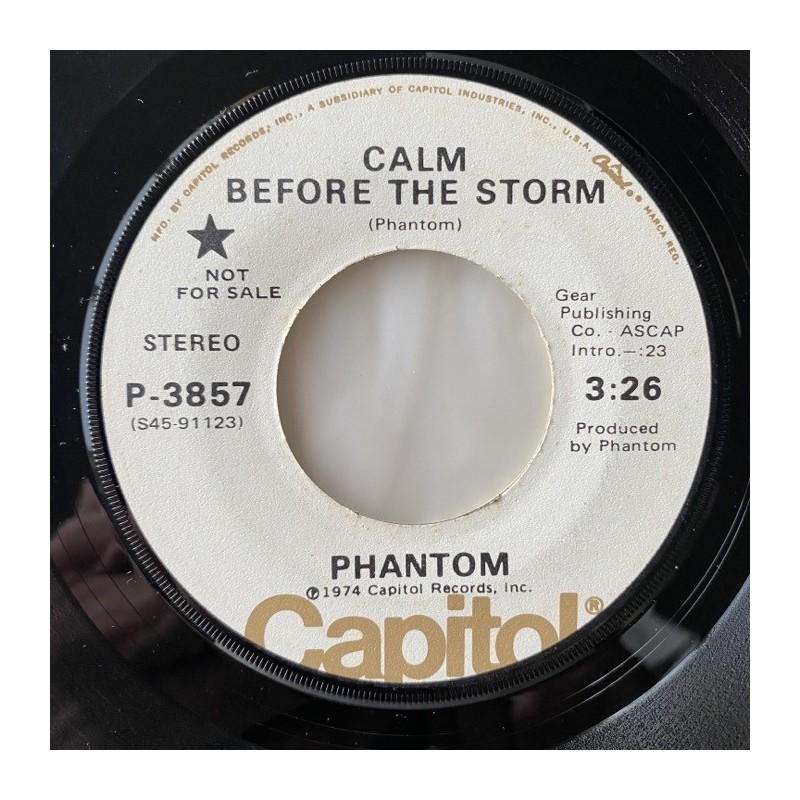 MFD. BY CAPITOL RECORDS, INC., A SUBSIDIARY OF CAPITOL INDUSTRIES, INC., U.S.A. Capitol ® MARCA REG.
CALM
BEFORE THE STORM
(Phantom)
NOT
FOR SALE
STEREO
P-3857
(S45-91123)
Gear
Publishing
Co. - ASCAP
Intro.—:23
3:26
Produced
by Phantom
PHANTOM
℗1974 Capitol Records, Inc.
Capitol®